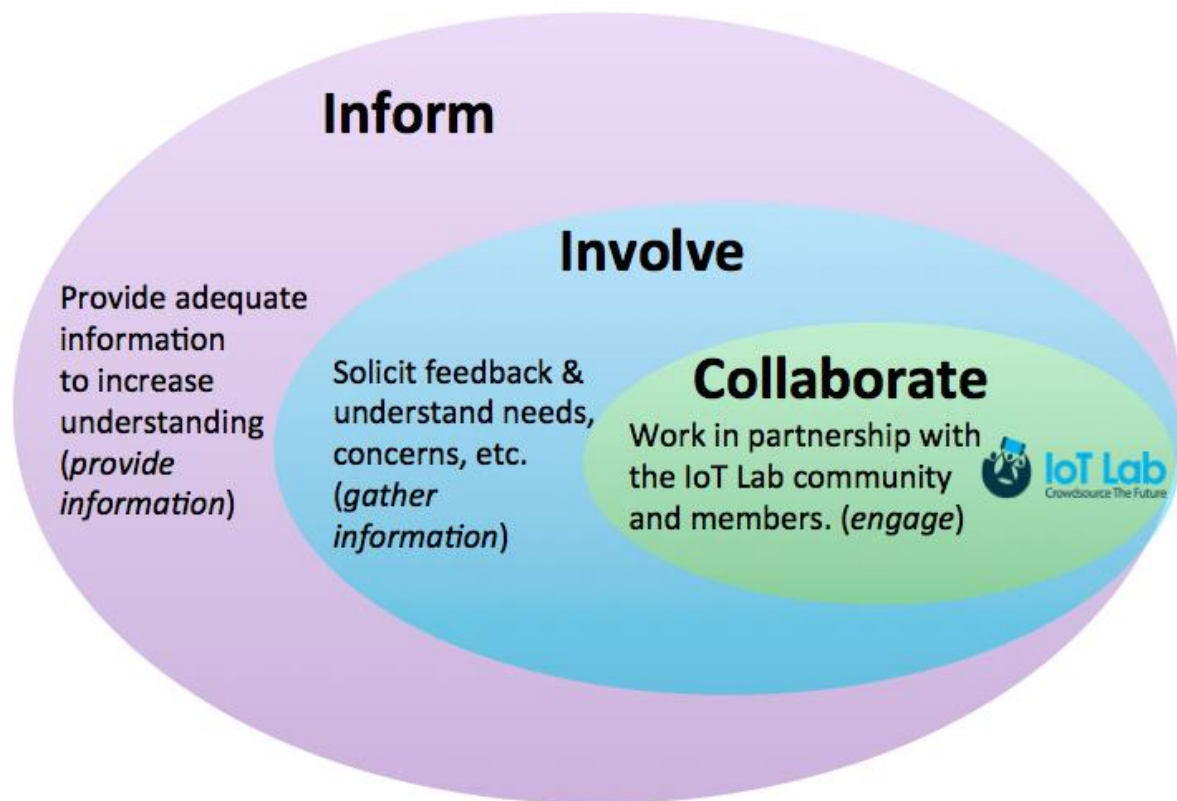 Inform
Provide adequate
information
to increase
understanding
(provide
information)
Involve
Solicit feedback &
understand needs,
concerns, etc.
(gather
information)
Collaborate
Work in partnership with
the IoT Lab community
and members. (engage)
IoT Lab
Crowdsource The Future